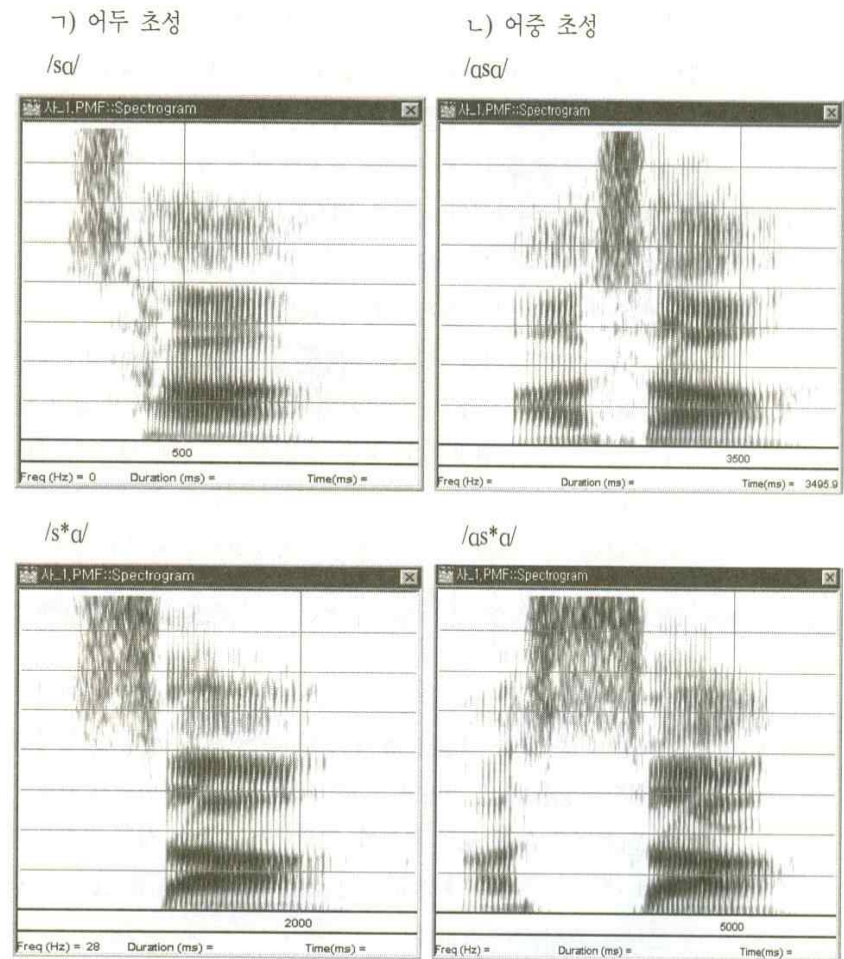 ㄱ) 어두 초성
/sɑ/
사_1.PMF::Spectrogram
500
Freq (Hz) = 0 Duration (ms) = Time(ms) =
ㄴ) 어중 초성
/ɑsɑ/
사_1.PMF::Spectrogram
3500
Freq (Hz) = Duration (ms) = Time(ms) = 3495.9
/s*ɑ/
사_1.PMF::Spectrogram
2000
Freq (Hz) = 28 Duration (ms) = Time(ms) =
/ɑs*ɑ/
사_1.PMF::Spectrogram
5000
Freq (Hz) = Duration (ms) = Time(ms) =